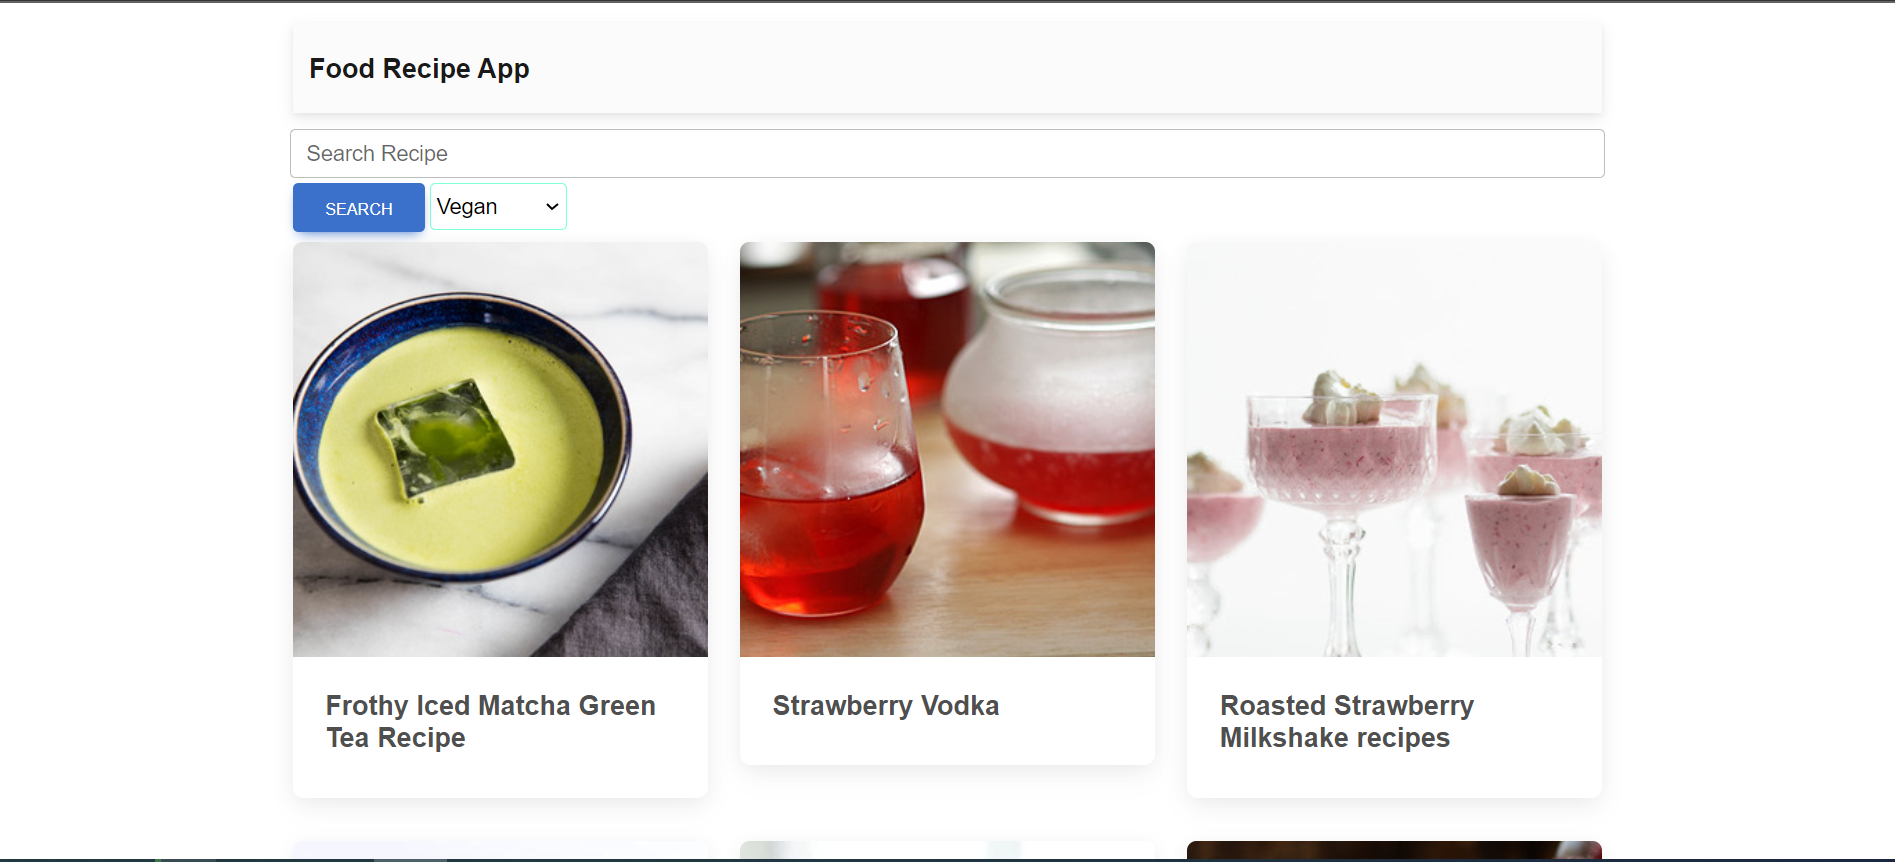 Food Recipe App
Search Recipe
SEARCH
Vegan
Frothy Iced Matcha Green
Tea Recipe
Strawberry Vodka
Roasted Strawberry
Milkshake recipes